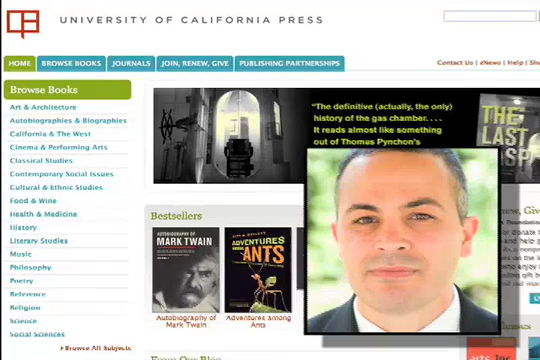 UNIVERSITY OF CALIFORNIA PRESS
HOME
BROWSE BOOKS
JOURNALS
JOIN, RENEW, GIVE
PUBLISHING PARTNERSHIPS
Contact Us | eNews | Help |
Browse Books
Art & Architecture
Autobiographies & Biographies
California & The West
Cinema & Performing Arts
Classical Studies
Contemporary Social Issues
Cultural & Ethnic Studies
Food & Wine
Health & Medicine
History
Literary Studies
Music
Philosophy
Poetry
Reference
Religion
Science
Social Sciences
Browse All Subjects
"The definitive (actually, the only)
history of the gas chamber. . . .
It reads almost like something
out of Thomas Pynchon's
THE
LAST
Bestsellers
AUTOBIOGRAPHY OF
MARK TWAIN
ADVENTURES
AMONG
ANTS
Autobiography of
Mark Twain
Adventures among
Ants
From Our Blog